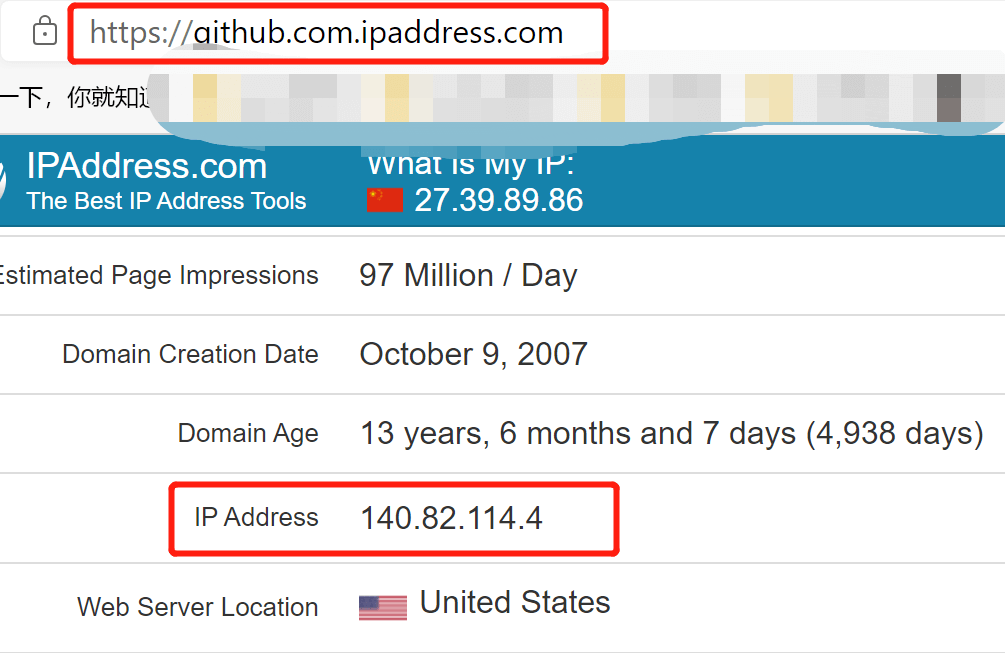 https://github.com.ipaddress.com
一下，你就知道
IPAddress.com
The Best IP Address Tools
What Is My IP:
27.39.89.86
Estimated Page Impressions 97 Million / Day
Domain Creation Date October 9, 2007
Domain Age 13 years, 6 months and 7 days (4,938 days)
IP Address 140.82.114.4
Web Server Location United States